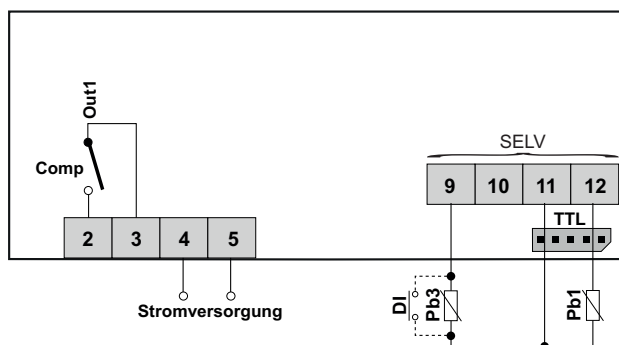 Out1
Comp
SELV
9 10 11 12
TTL
2 3 4 5
Stromversorgung
DI
Pb3
Pb1